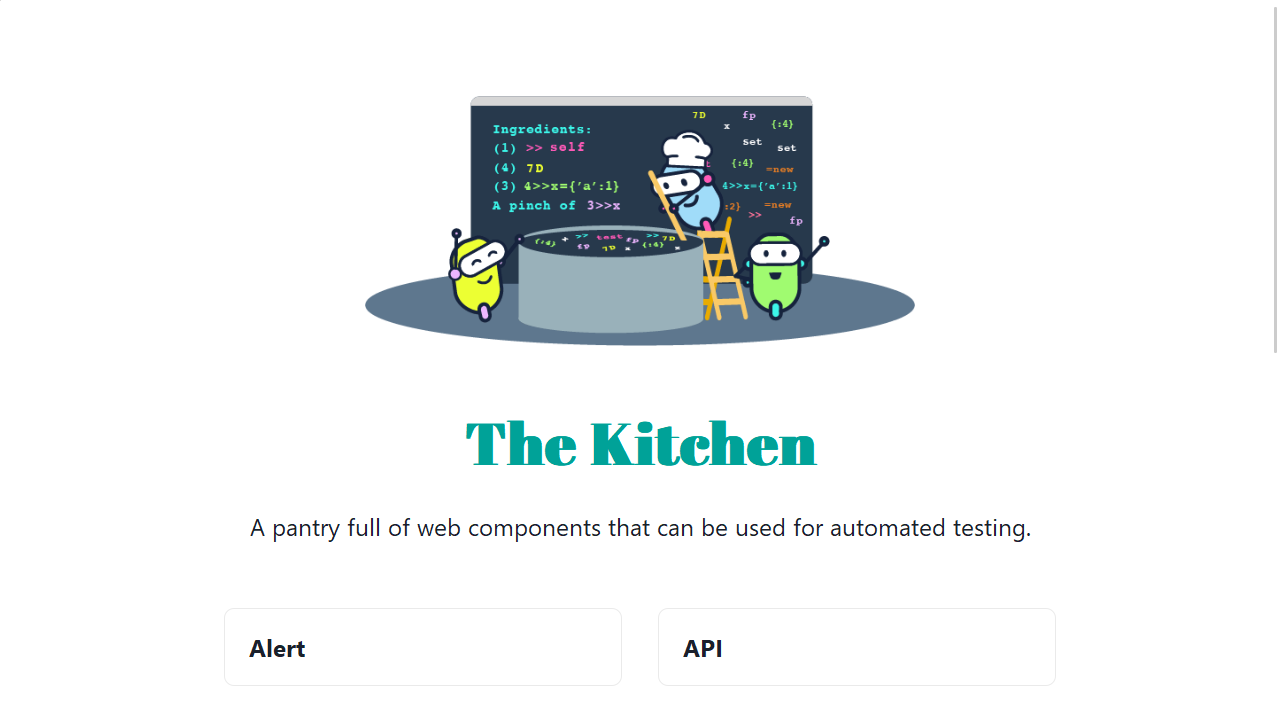 Ingredients:
(1) >> self
(4) 7D
(3) 4>>x={'a':1}
A pinch of 3>>x
7D
fp
x
{:4}
set
set
{:4}
=new
4>>x={'a':1}
:2}
=new
>>
fp
{:4}
+
>>
test
fp
>>
7D
fp
7D
x
{:4}
x
The Kitchen
A pantry full of web components that can be used for automated testing.
Alert
API